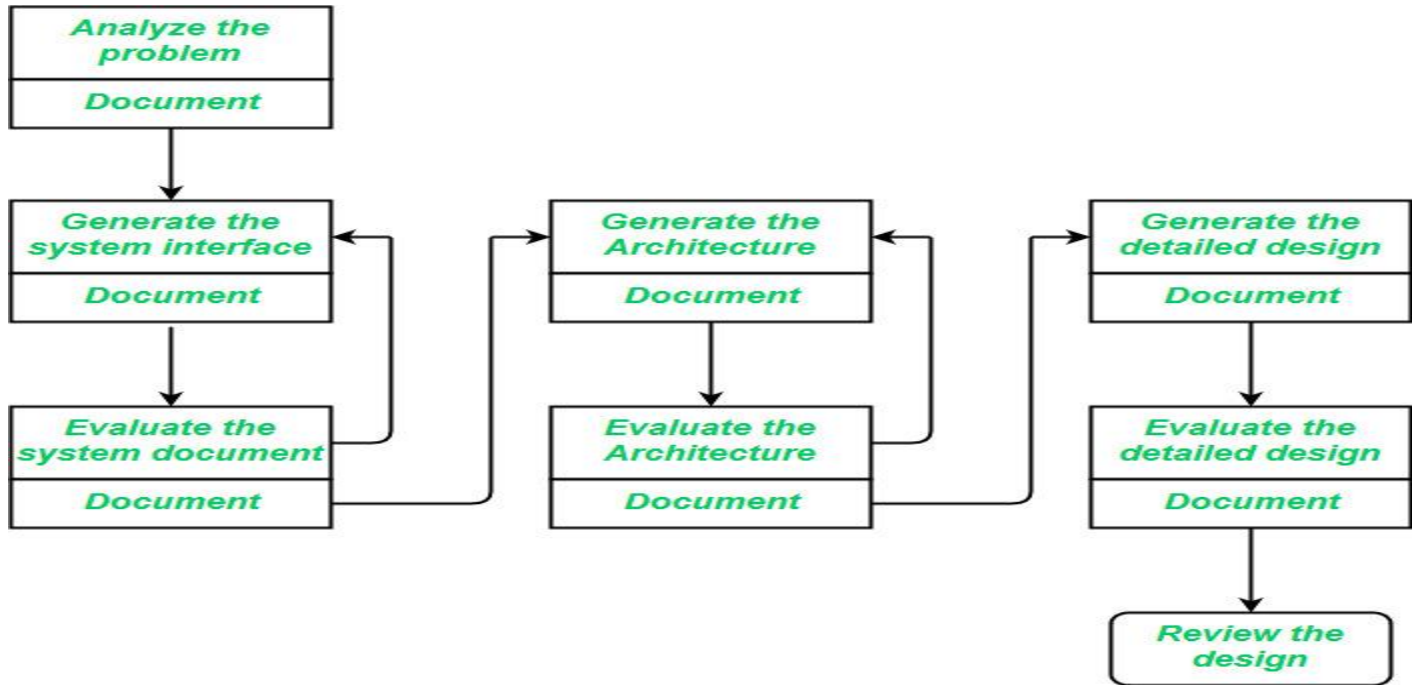 Analyze the
problem
Document
Generate the
system interface
Document
Evaluate the
system document
Document
Generate the
Architecture
Document
Evaluate the
Architecture
Document
Generate the
detailed design
Document
Evaluate the
detailed design
Document
Review the
design